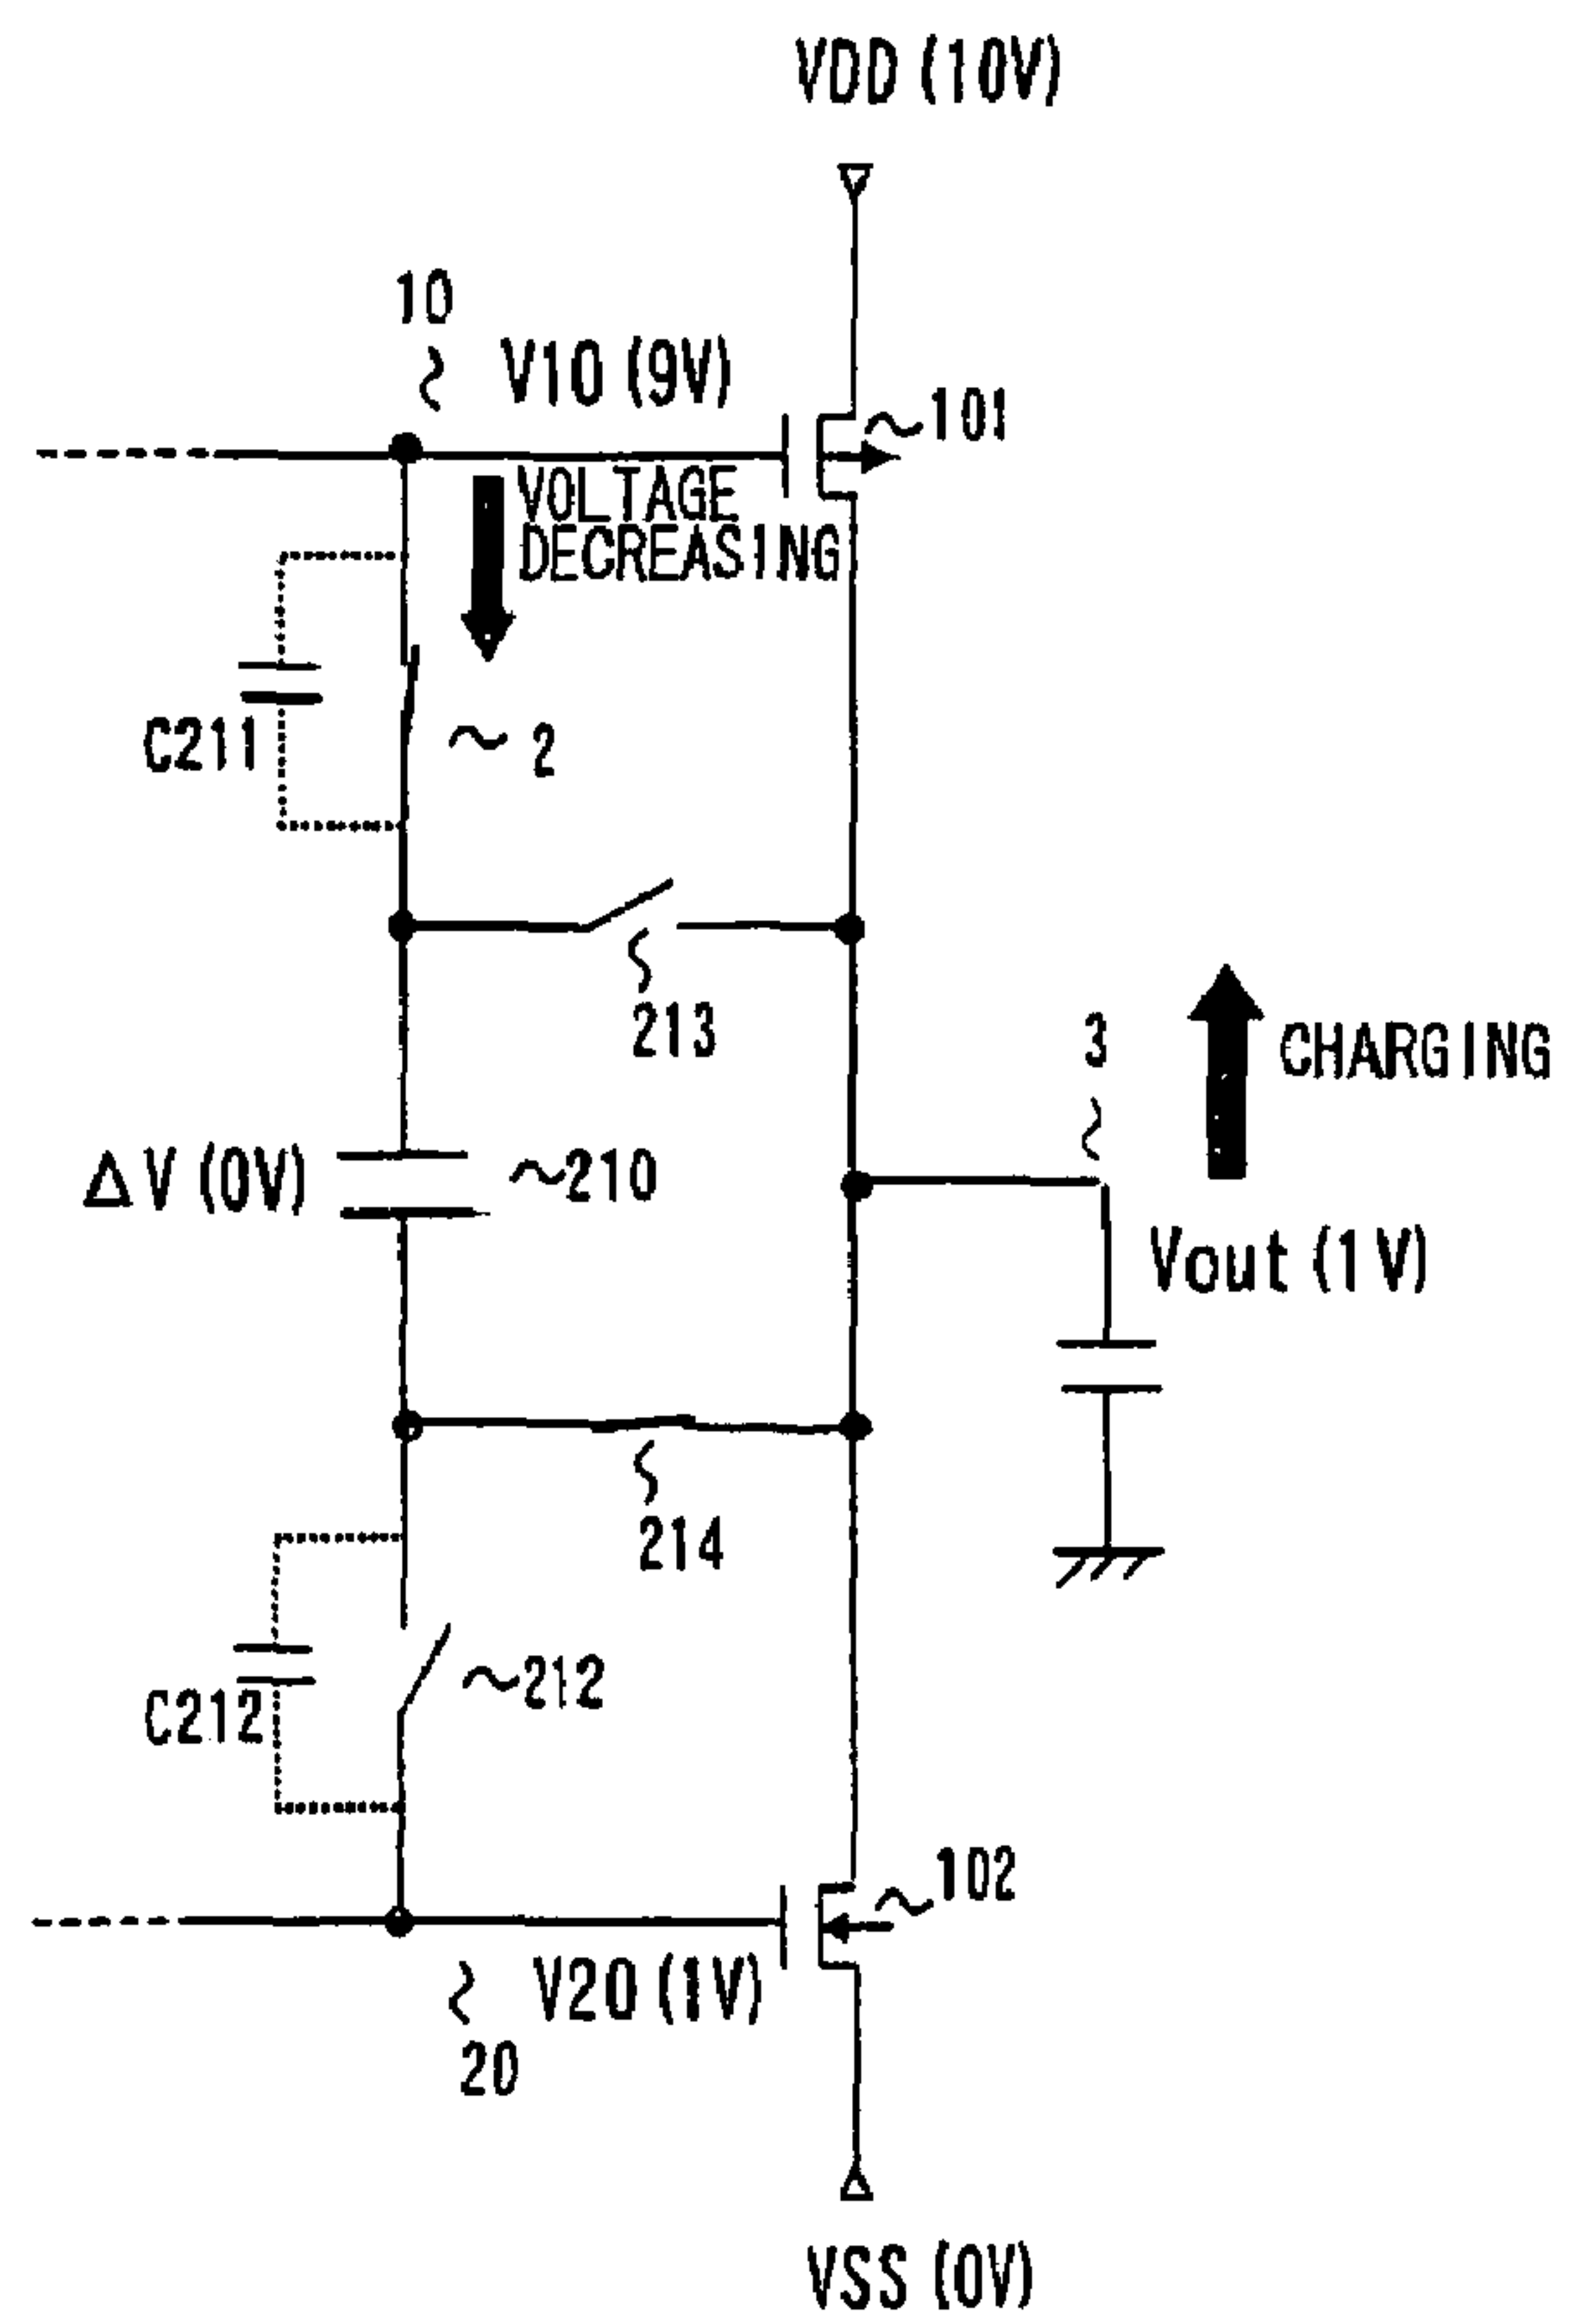 VDD (10V)
10
V10 (9V)
101
VOLTAGE
DECREASING
C211
2
213
3
CHARGING
ΔV (0V)
210
Vout (1V)
214
C212
212
102
V20 (1V)
20
VSS (0V)